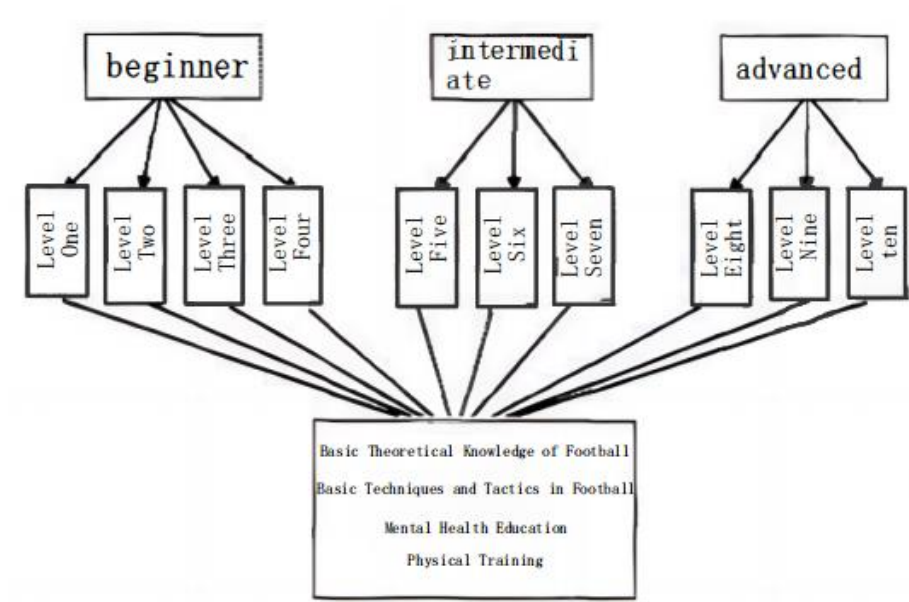 beginner
intermedi
ate
advanced
Level
One
Level
Two
Level
Three
Level
Four
Level
Five
Level
Six
Level
Seven
Level
Eight
Level
Nine
Level
ten
Basic Theoretical Knowledge of Football
Basic Techniques and Tactics in Football
Mental Health Education
Physical Training